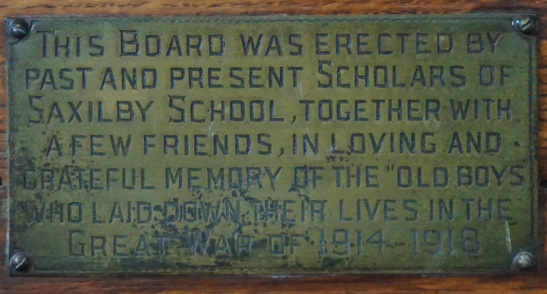 THIS BOARD WAS ERECTED BY
PAST AND PRESENT SCHOLARS OF
SAXILBY SCHOOL, TOGETHER WITH
A FEW FRIENDS, IN LOVING AND
GRATEFUL MEMORY OF THE "OLD BOYS
WHO LAID DOWN THEIR LIVES IN THE
GREAT WAR OF 1914-1918